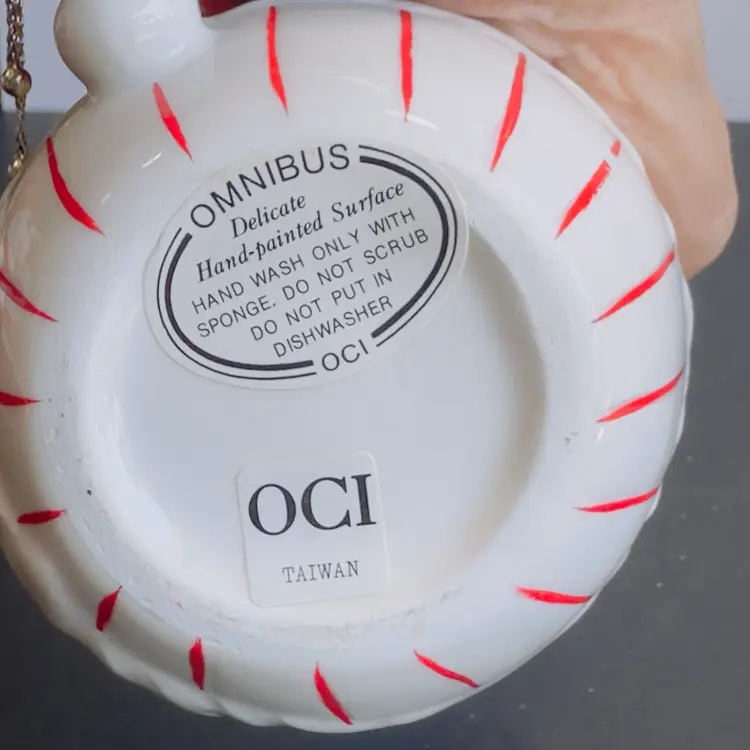 OMNIBUS
Delicate
Hand-painted Surface
HAND WASH ONLY WITH
SPONGE. DO NOT SCRUB
DO NOT PUT IN
DISHWASHER
OCI
OCI
TAIWAN